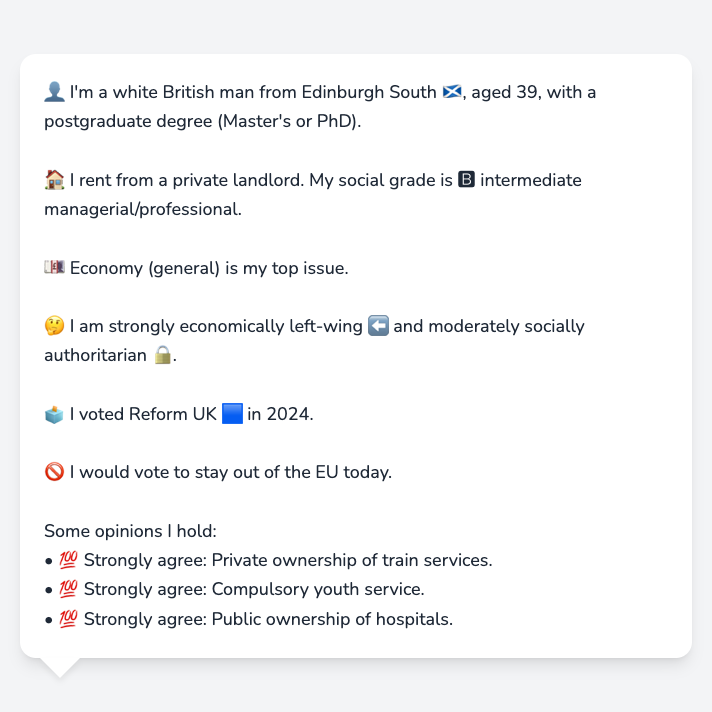 👤 I'm a white British man from Edinburgh South 🏴󠁧󠁢󠁳󠁣󠁴󠁿, aged 39, with a
postgraduate degree (Master's or PhD).
🏠 I rent from a private landlord. My social grade is 🅱 intermediate
managerial/professional.
💷 Economy (general) is my top issue.
🤔 I am strongly economically left-wing ⬅️ and moderately socially
authoritarian 🔒.
🗳️ I voted Reform UK 🟦 in 2024.
🚫 I would vote to stay out of the EU today.
Some opinions I hold:
• 💯 Strongly agree: Private ownership of train services.
• 💯 Strongly agree: Compulsory youth service.
• 💯 Strongly agree: Public ownership of hospitals.